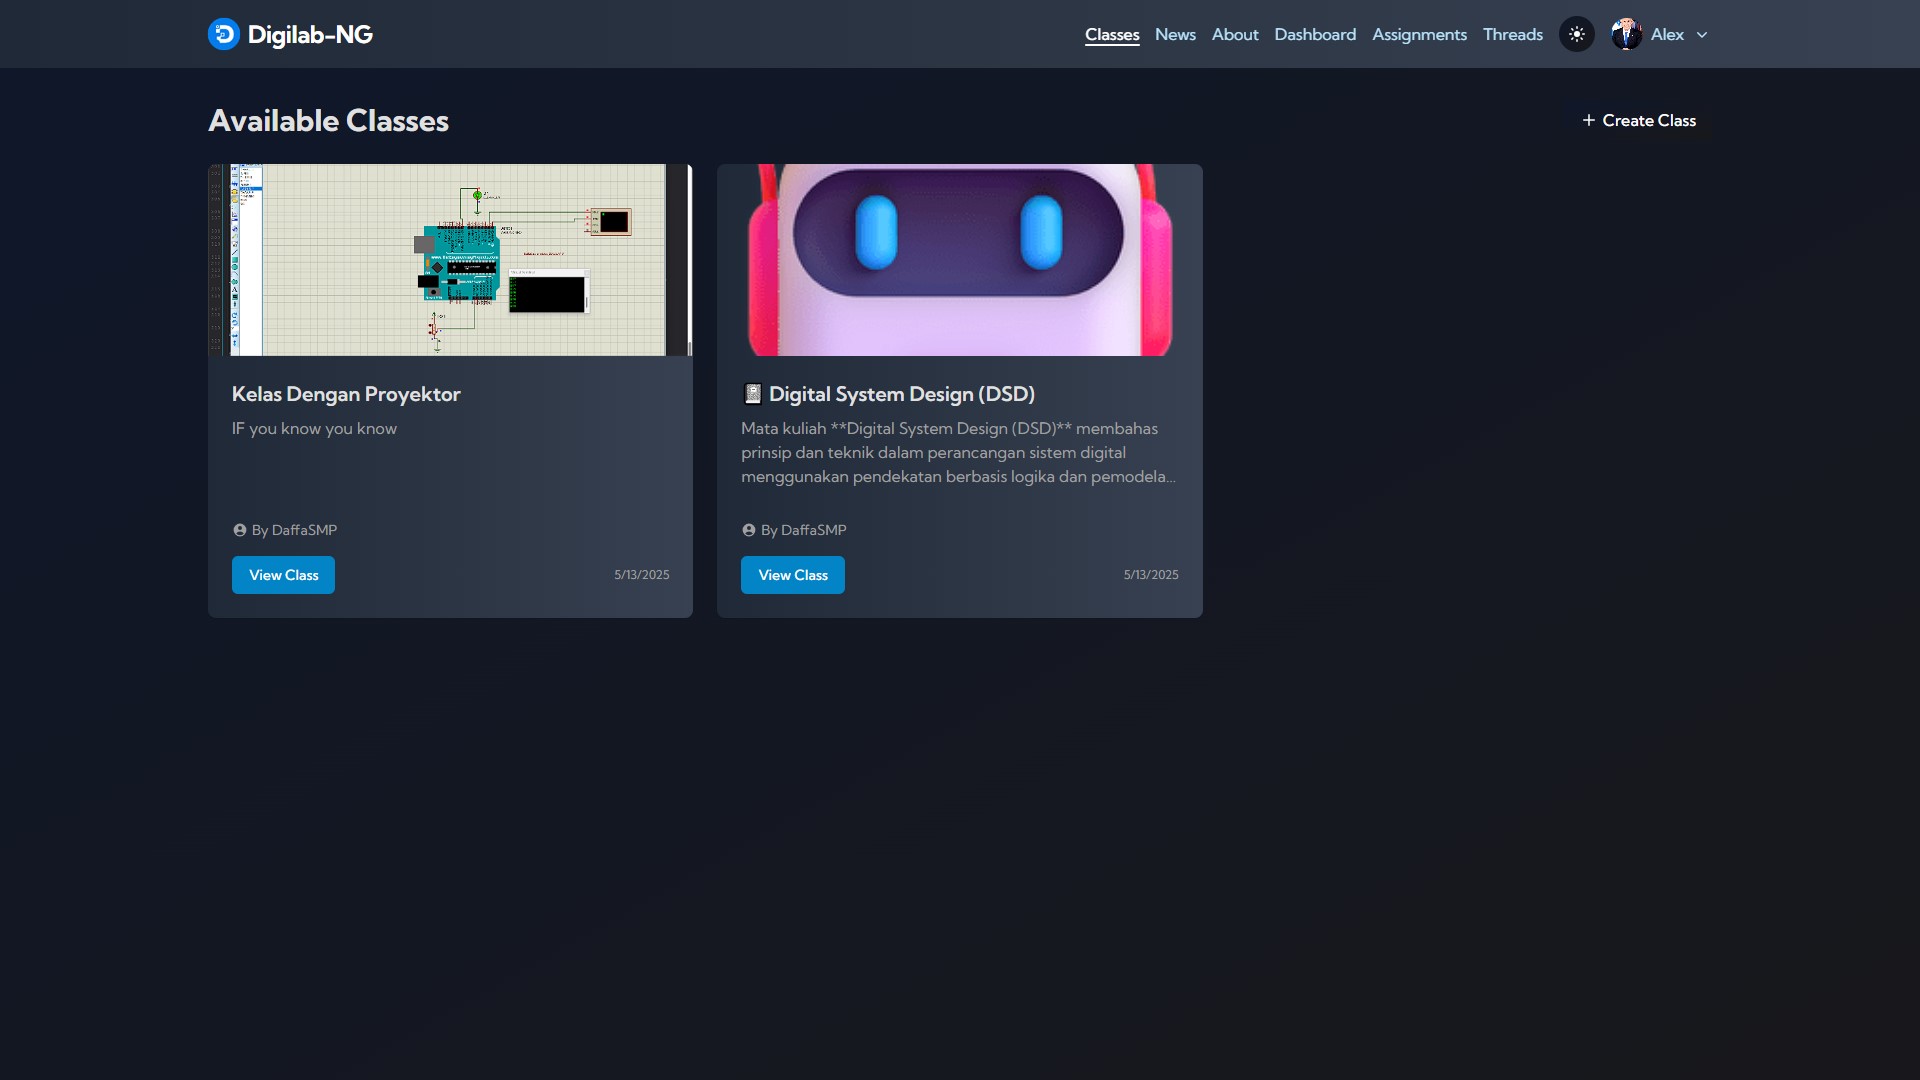 Digilab-NG
Classes News About Dashboard Assignments Threads Alex
Available Classes
+ Create Class
Kelas Dengan Proyektor
IF you know you know
By DaffaSMP
View Class
5/13/2025
📓 Digital System Design (DSD)
Mata kuliah **Digital System Design (DSD)** membahas
prinsip dan teknik dalam perancangan sistem digital
menggunakan pendekatan berbasis logika dan pemodela...
By DaffaSMP
View Class
5/13/2025